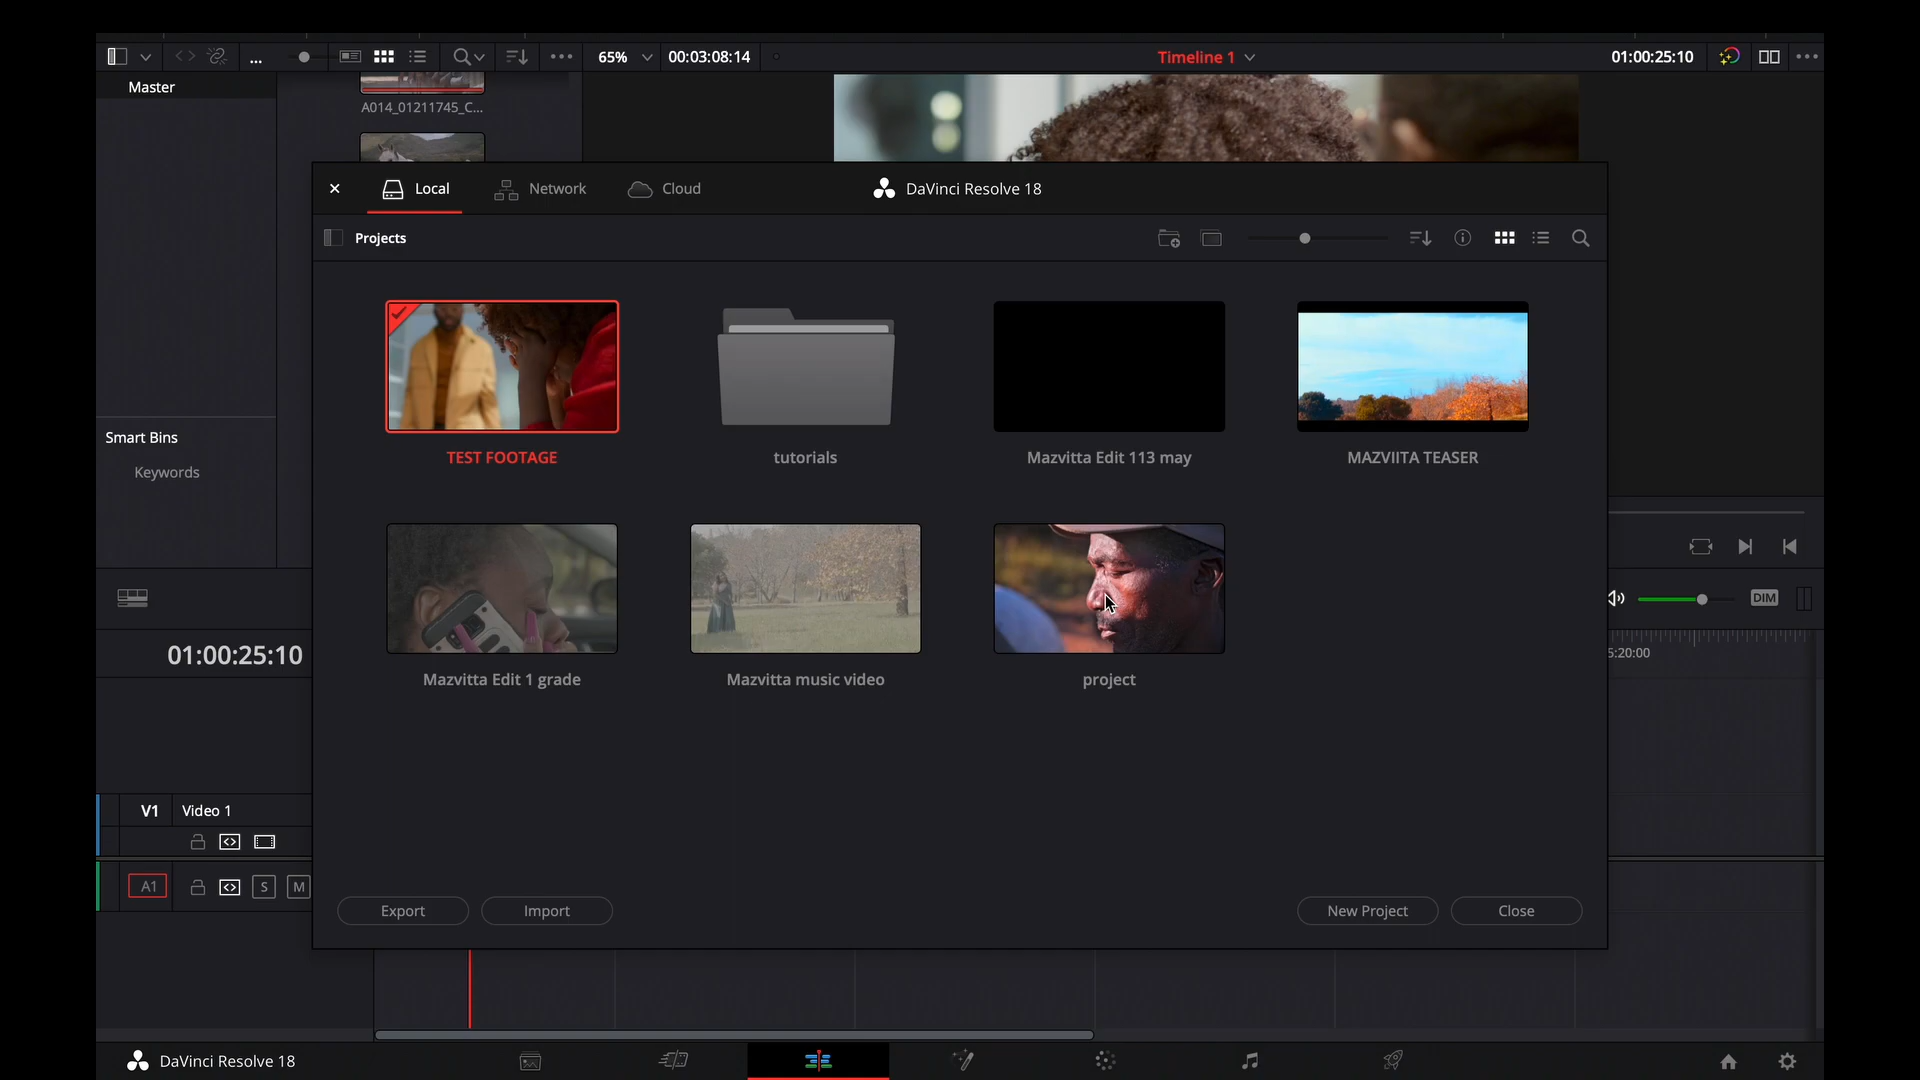 ...
65%
00:03:08:14
Timeline 1
01:00:25:10
Master
A014_01211745_C...
Local
Network
Cloud
DaVinci Resolve 18
Projects
TEST FOOTAGE
tutorials
Mazvitta Edit 113 may
MAZVIITA TEASER
Smart Bins
Keywords
Mazvitta Edit 1 grade
Mazvitta music video
project
DIM
01:00:25:10
5:20:00
V1
Video 1
A1
S
M
Export
Import
New Project
Close
DaVinci Resolve 18